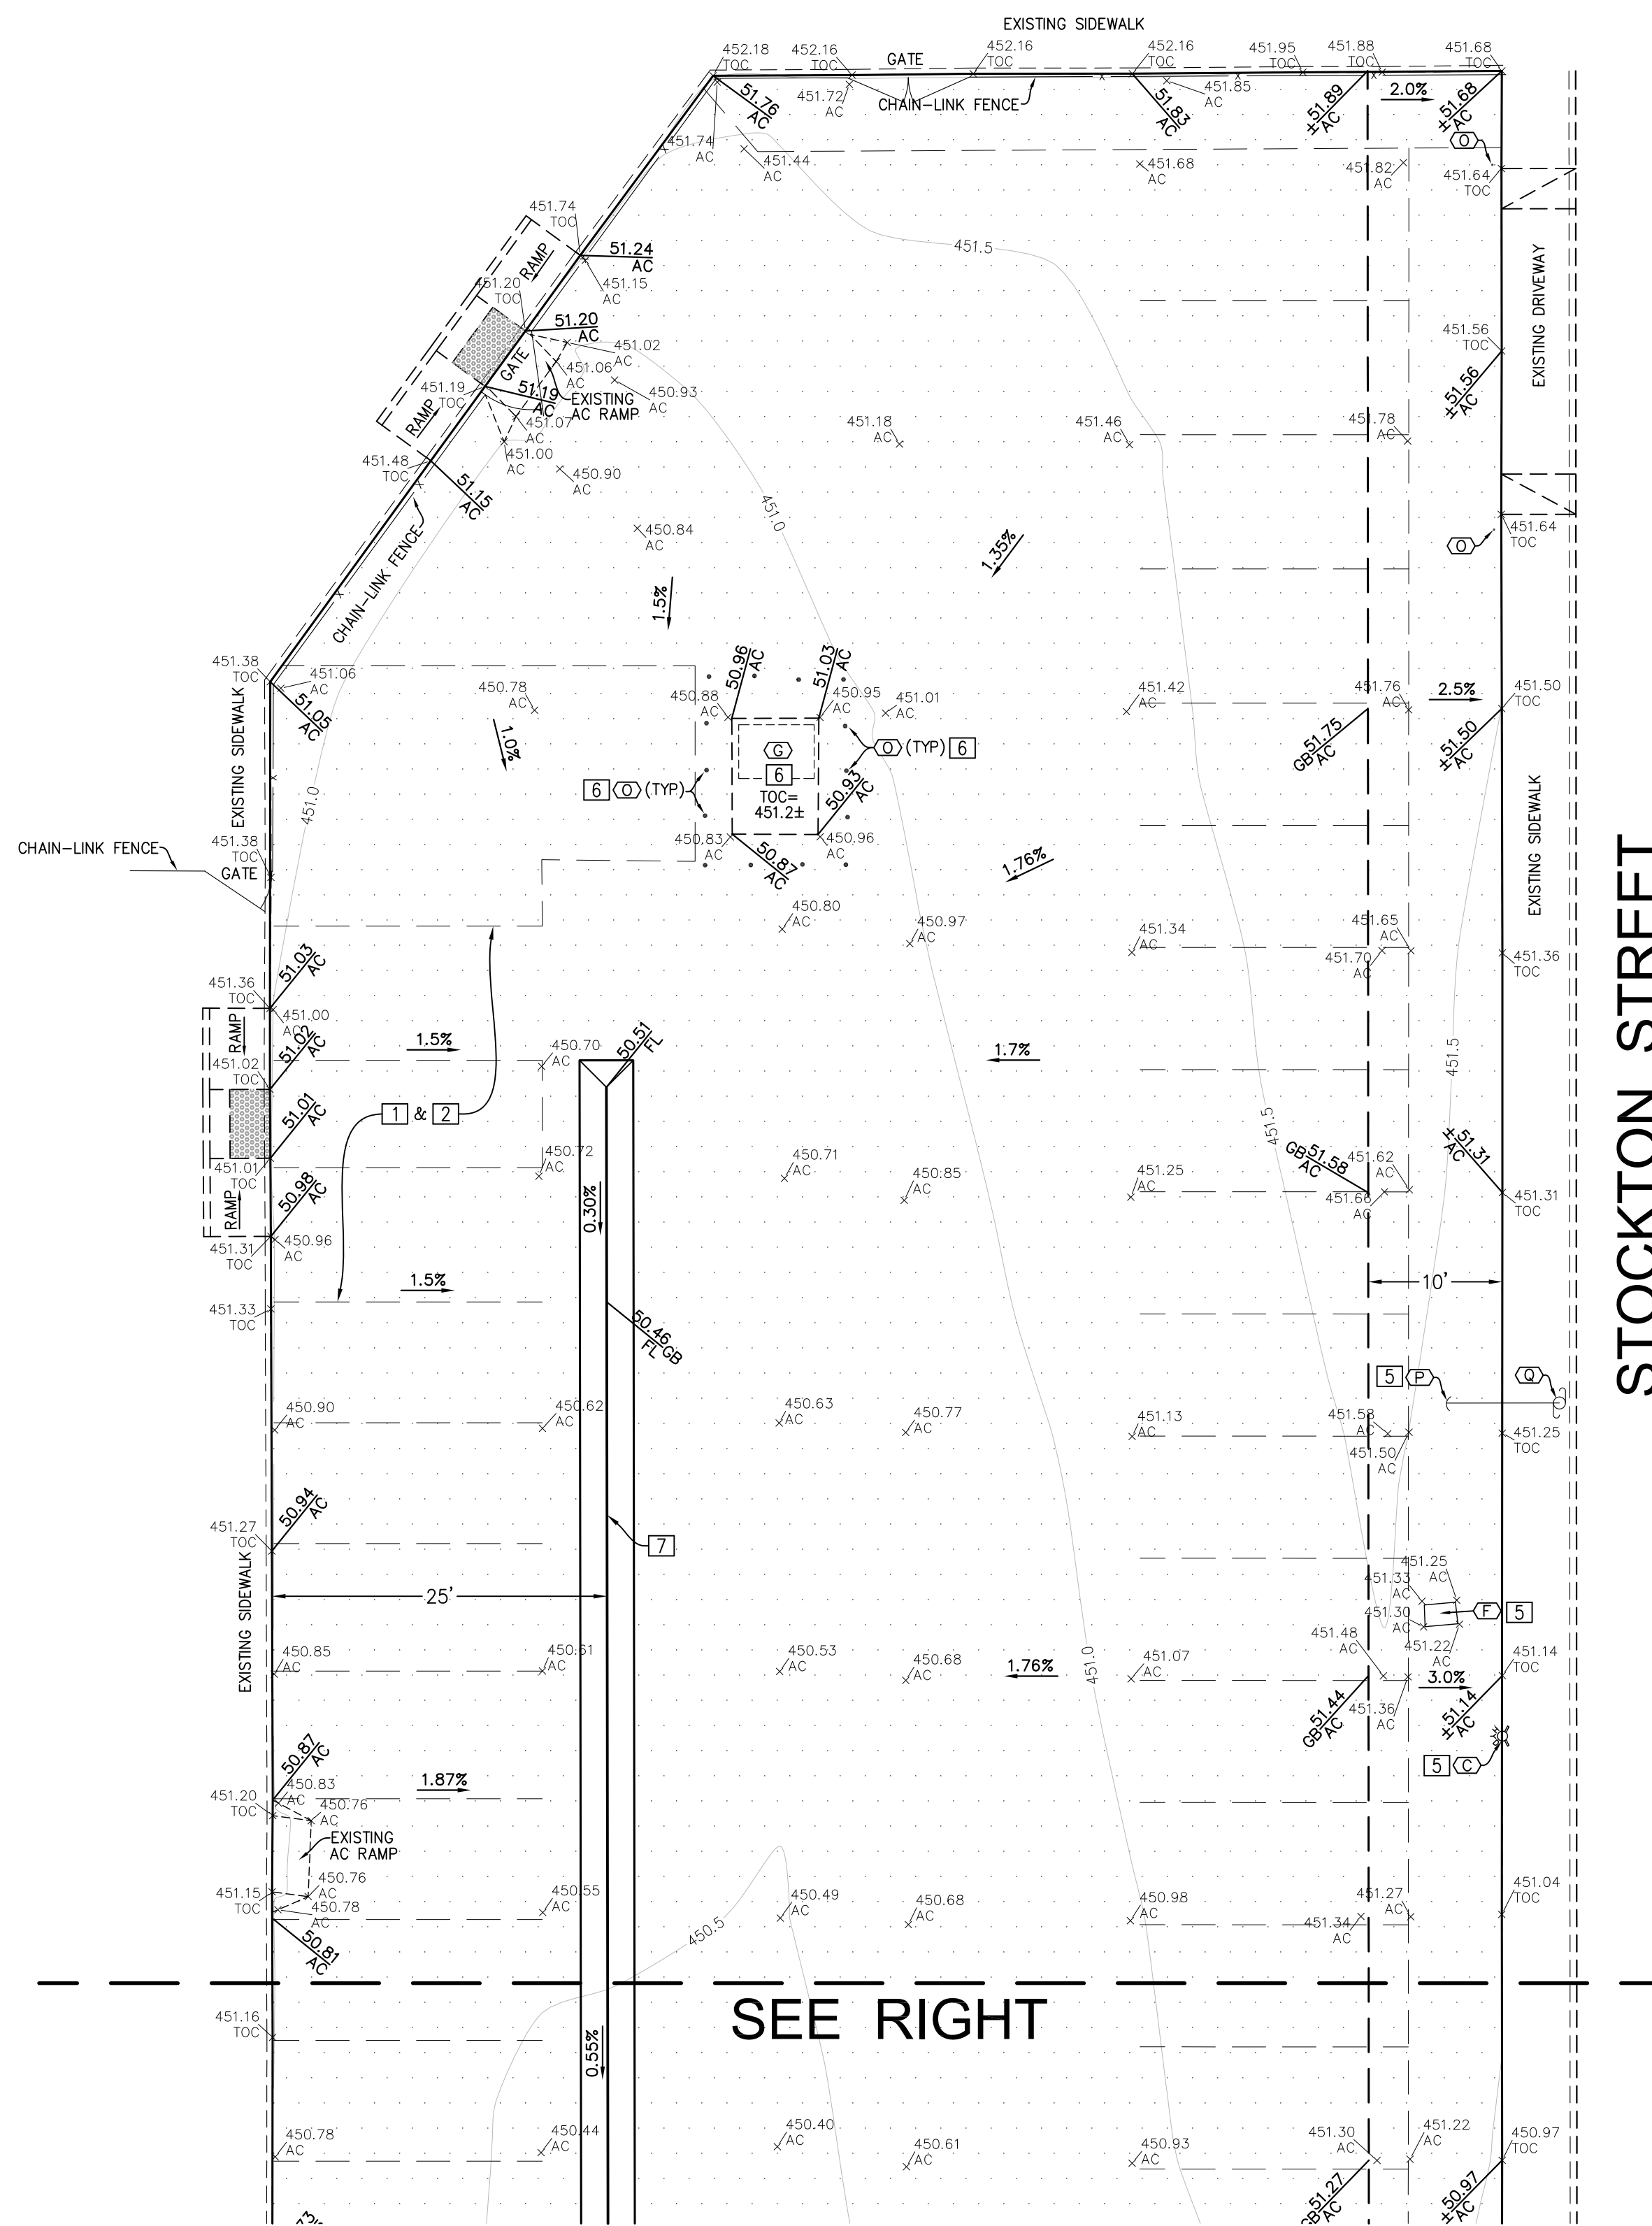 EXISTING SIDEWALK
452.18
TOC
452.16
TOC
GATE
452.16
TOC
452.16
TOC
451.95
TOC
451.88
TOC
451.68
TOC
51.76
AC
451.72
AC
CHAIN-LINK FENCE
51.83
AC
451.85
AC
±51.89
AC
2.0%
±51.68
AC
451.74
AC
451.44
AC
451.68
AC
451.82
AC
O
451.64
TOC
451.74
TOC
RAMP
51.24
AC
451.15
AC
451.5
EXISTING DRIVEWAY
451.20
TOC
51.20
AC
451.02
AC
451.06
AC
GATE
451.56
TOC
±51.56
AC
451.19
TOC
51.19
AC
EXISTING
AC RAMP
450.93
AC
RAMP
451.07
AC
451.00
AC
451.18
AC
451.46
AC
451.78
AC
451.48
TOC
51.15
AC
450.90
AC
451.0
450.84
AC
451.64
TOC
O
CHAIN-LINK FENCE
1.5%
1.35%
451.38
TOC
451.06
AC
51.05
AC
EXISTING SIDEWALK
450.78
AC
50.96
AC
51.03
AC
450.88
AC
450.95
AC
451.01
AC
451.42
AC
451.76
AC
2.5%
451.50
TOC
1.0%
G
6
TOC=
451.2±
O (TYP) 6
6 O (TYP)
GB51.75
AC
±51.50
AC
451.0
50.93
AC
450.83
AC
50.87
AC
450.96
AC
EXISTING SIDEWALK
CHAIN-LINK FENCE
451.38
TOC
GATE
1.76%
450.80
AC
450.97
AC
451.34
AC
451.65
AC
451.70
AC
451.36
TOC
51.03
AC
451.36
TOC
451.00
AC
RAMP
51.02
AC
1.5%
450.70
AC
50.51
FL
1.7%
451.5
451.02
TOC
51.01
AC
1 & 2
451.5
451.01
TOC
50.98
AC
RAMP
450.72
AC
0.30%
450.71
AC
450.85
AC
451.25
AC
GB51.58
AC
451.62
AC
451.66
AC
±51.31
AC
451.31
TOC
STOCKTON STREET
451.31
TOC
450.96
AC
1.5%
10'
451.33
TOC
50.46GB
FL
5 P
Q
450.90
AC
450.62
AC
450.63
AC
450.77
AC
451.13
AC
451.58
AC
451.50
AC
451.25
TOC
50.94
AC
451.27
TOC
7
EXISTING SIDEWALK
25'
451.25
AC
451.33
AC
451.30
AC
F 5
451.22
AC
450.85
AC
450.61
AC
450.53
AC
450.68
AC
1.76%
451.0
451.07
AC
451.48
AC
451.36
AC
3.0%
451.14
TOC
GB51.44
AC
±51.14
AC
50.87
AC
1.87%
5 C
451.20
TOC
450.83
AC
450.76
AC
EXISTING
AC RAMP
450.76
AC
451.15
TOC
450.78
AC
450.55
AC
450.49
AC
450.68
AC
450.98
AC
451.27
AC
451.34
AC
451.04
TOC
50.81
AC
450.5
SEE RIGHT
451.16
TOC
0.55%
450.78
AC
450.44
AC
450.40
AC
450.61
AC
450.93
AC
451.30
AC
451.22
AC
450.97
TOC
GB51.27
AC
±50.97
AC